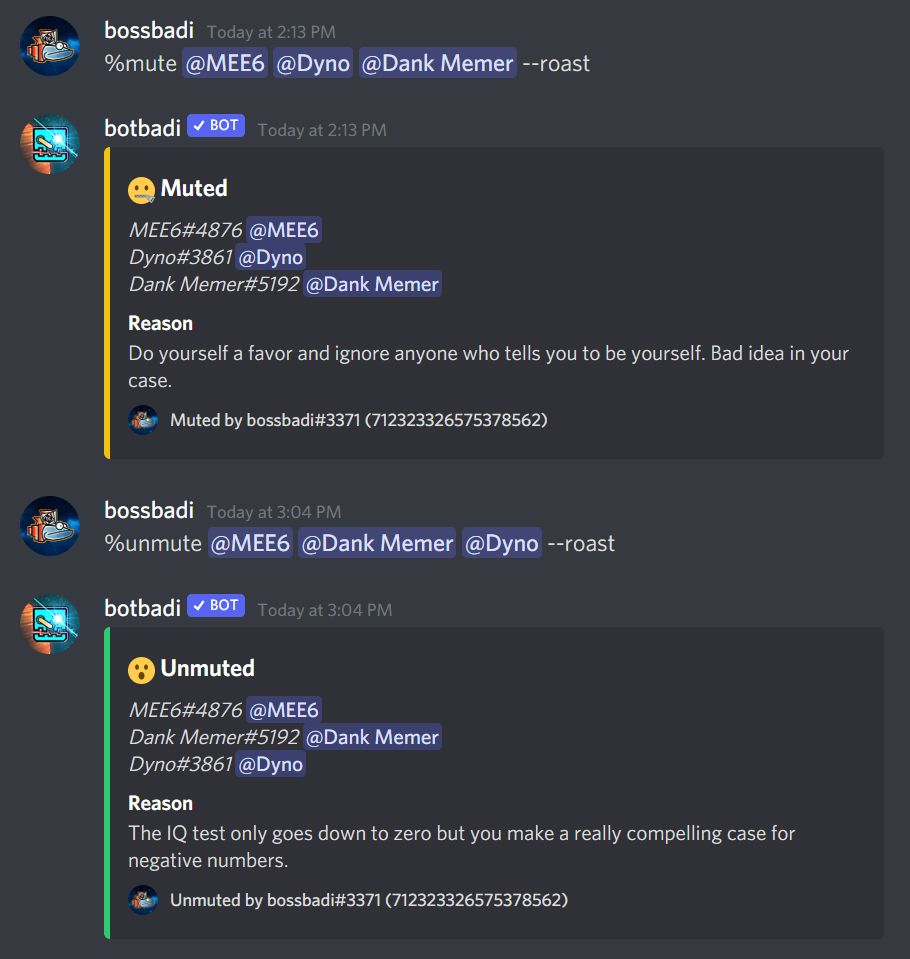 bossbadi Today at 2:13 PM
%mute @MEE6 @Dyno @Dank Memer --roast
botbadi ✓ BOT Today at 2:13 PM
🤐 Muted
MEE6#4876 @MEE6
Dyno#3861 @Dyno
Dank Memer#5192 @Dank Memer
Reason
Do yourself a favor and ignore anyone who tells you to be yourself. Bad idea in your
case.
Muted by bossbadi#3371 (712323326575378562)
bossbadi Today at 3:04 PM
%unmute @MEE6 @Dank Memer @Dyno --roast
botbadi ✓ BOT Today at 3:04 PM
😮 Unmuted
MEE6#4876 @MEE6
Dank Memer#5192 @Dank Memer
Dyno#3861 @Dyno
Reason
The IQ test only goes down to zero but you make a really compelling case for
negative numbers.
Unmuted by bossbadi#3371 (712323326575378562)